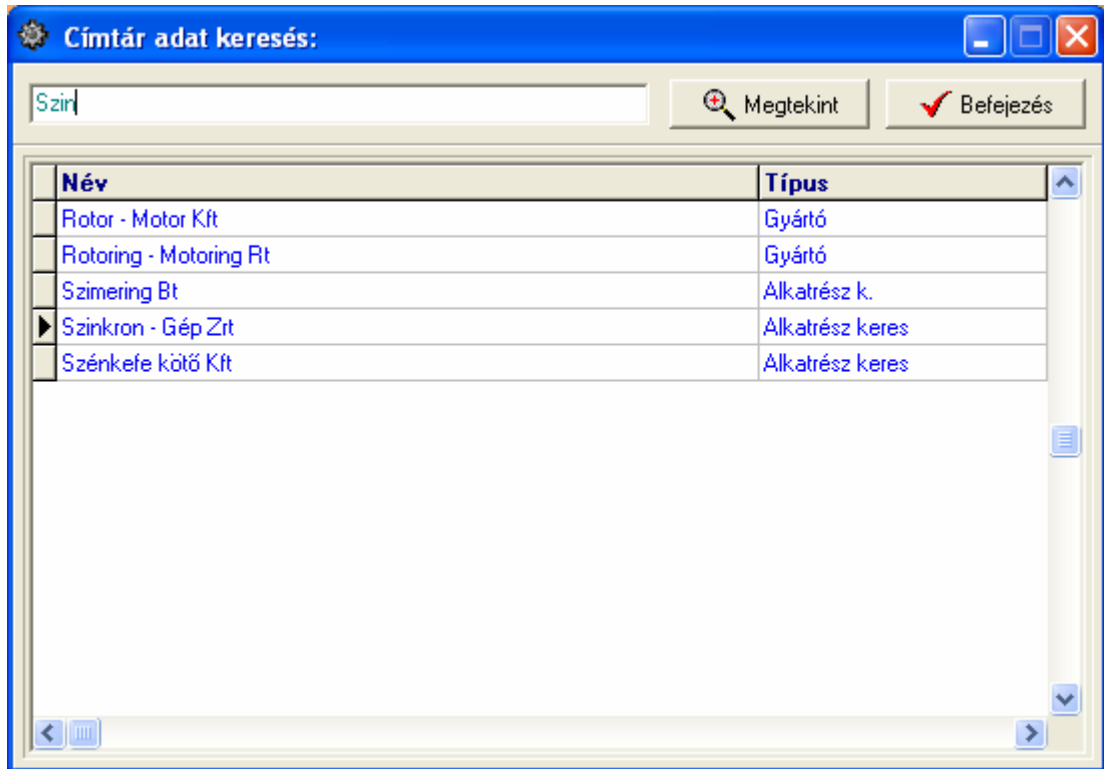 Címtár adat keresés:
Szin
Megtekint
Befejezés
Név Típus
Rotor - Motor Kft Gyártó
Rotoring - Motoring Rt Gyártó
Szimering Bt Alkatrész k.
Szinkron - Gép Zrt Alkatrész keres
Szénkefe kötő Kft Alkatrész keres